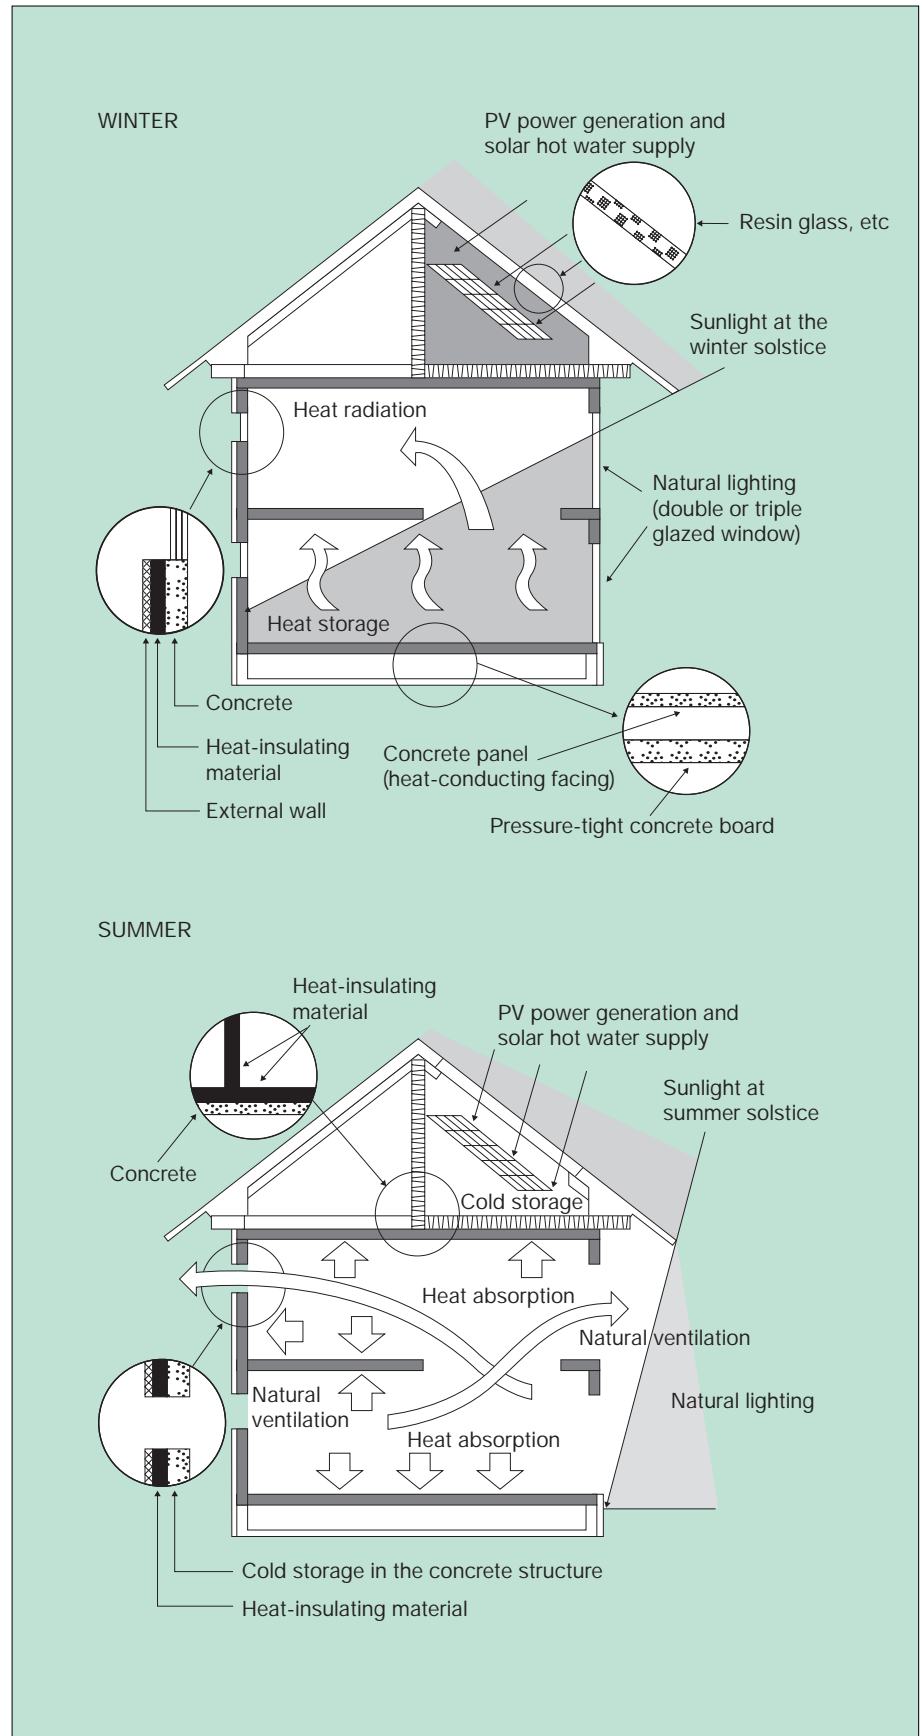 WINTER
PV power generation and
solar hot water supply
Resin glass, etc
Sunlight at the
winter solstice
Heat radiation
Natural lighting
(double or triple
glazed window)
Heat storage
Concrete
Heat-insulating
material
External wall
Concrete panel
(heat-conducting facing)
Pressure-tight concrete board
SUMMER
Heat-insulating
material
PV power generation and
solar hot water supply
Sunlight at
summer solstice
Concrete
Cold storage
Heat absorption
Natural ventilation
Natural
ventilation
Natural lighting
Heat absorption
Cold storage in the concrete structure
Heat-insulating material